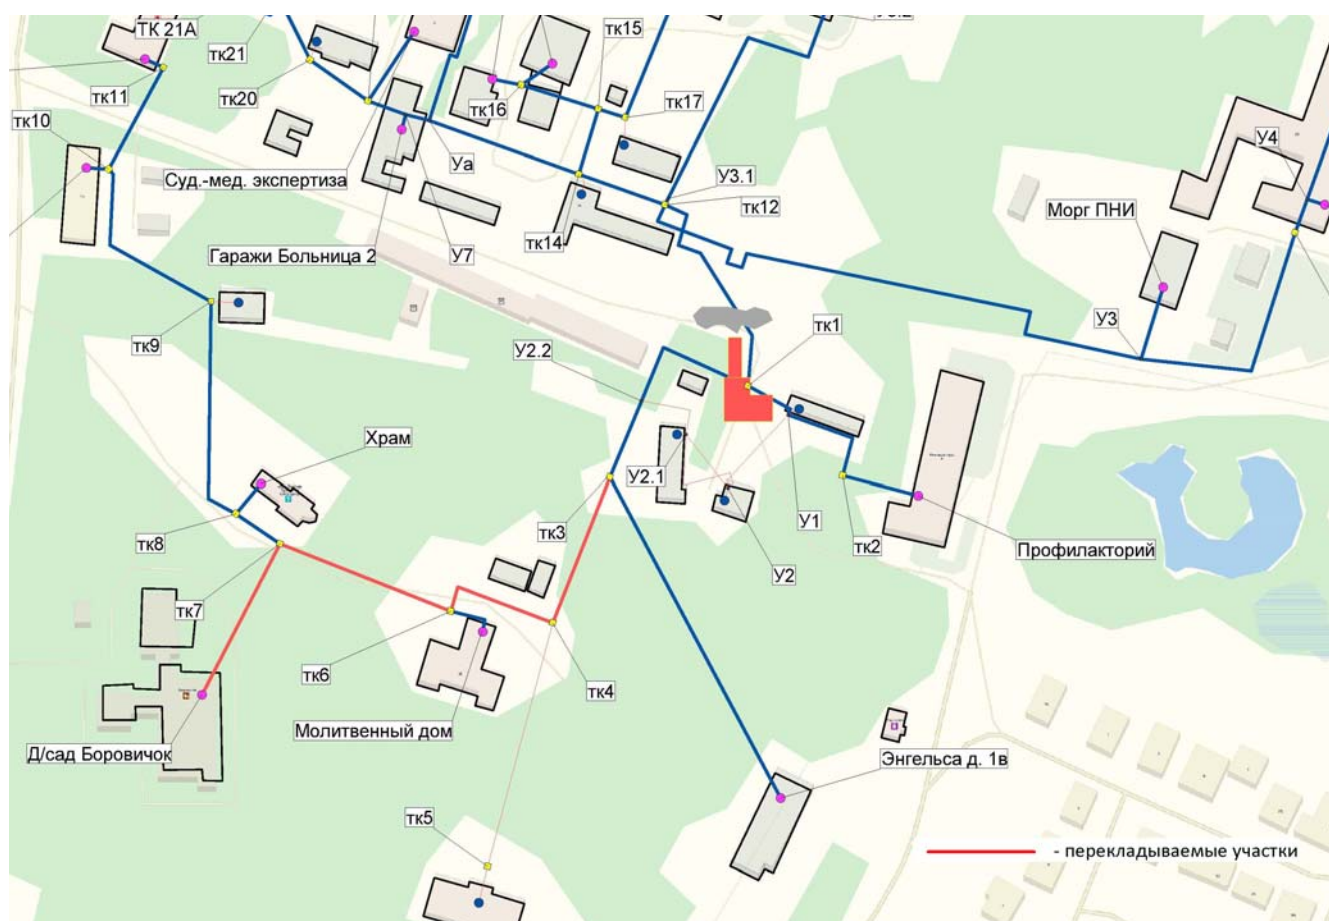 У3.2
ТК 21А
тк21
тк15
тк11
тк20
тк16
тк17
тк10
Уа
У4
Суд.-мед. экспертиза
У3.1
тк12
Морг ПНИ
тк14
Гаражи Больница 2
У7
тк1
У3
тк9
У2.2
Храм
У2.1
У1
тк8
тк3
тк2
Профилакторий
У2
тк7
тк6
тк4
Молитвенный дом
Д/сад Боровичок
Энгельса д. 1в
тк5
- перекладываемые участки